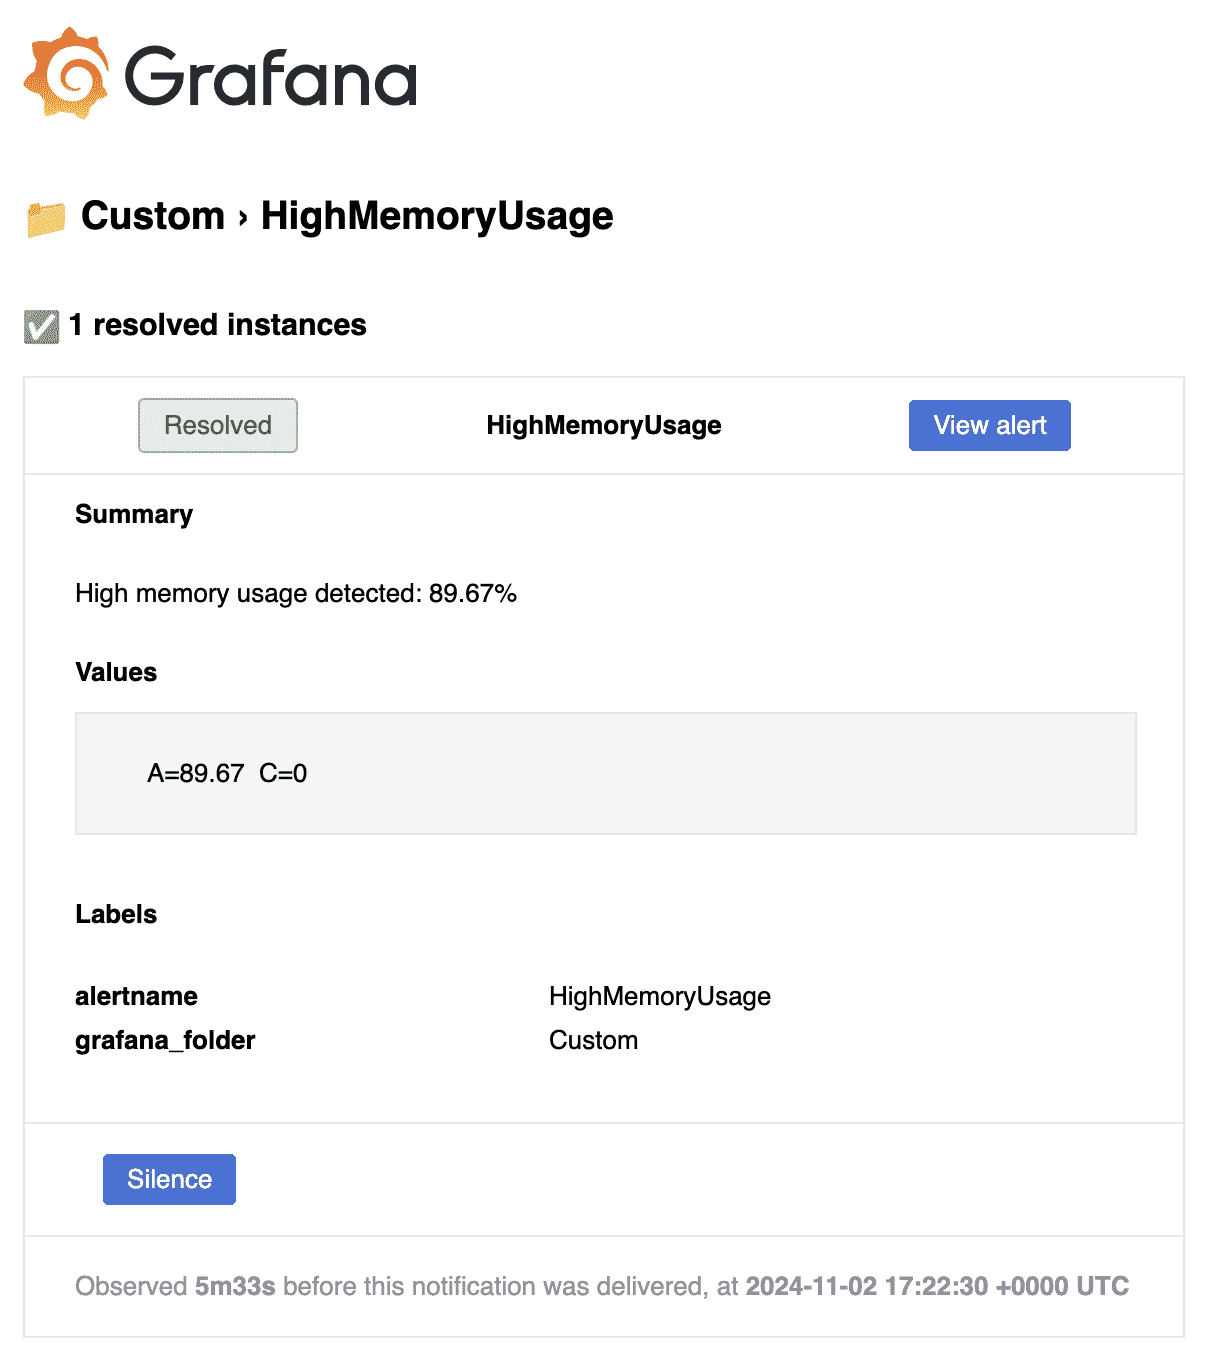 Grafana
Custom › HighMemoryUsage
1 resolved instances
Resolved HighMemoryUsage View alert
Summary
High memory usage detected: 89.67%
Values
A=89.67 C=0
Labels
alertname HighMemoryUsage
grafana_folder Custom
Silence
Observed 5m33s before this notification was delivered, at 2024-11-02 17:22:30 +0000 UTC